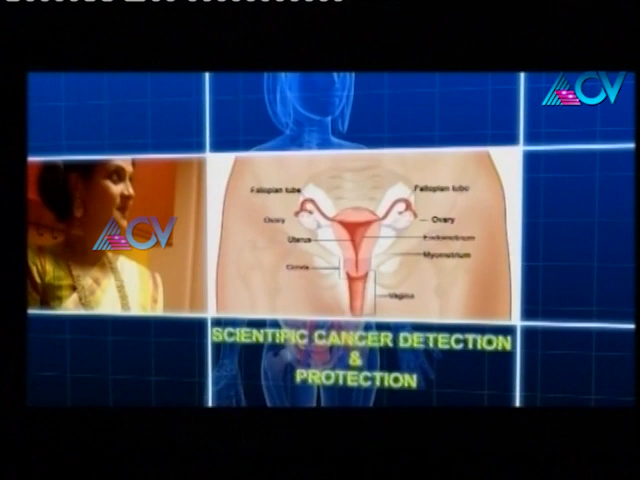 ACV
ACV
Fallopian tube
Fallopian tube
Ovary
Ovary
Uterus
Endometrium
Myometrium
Cervix
Vagina
SCIENTIFIC CANCER DETECTION
&
PROTECTION